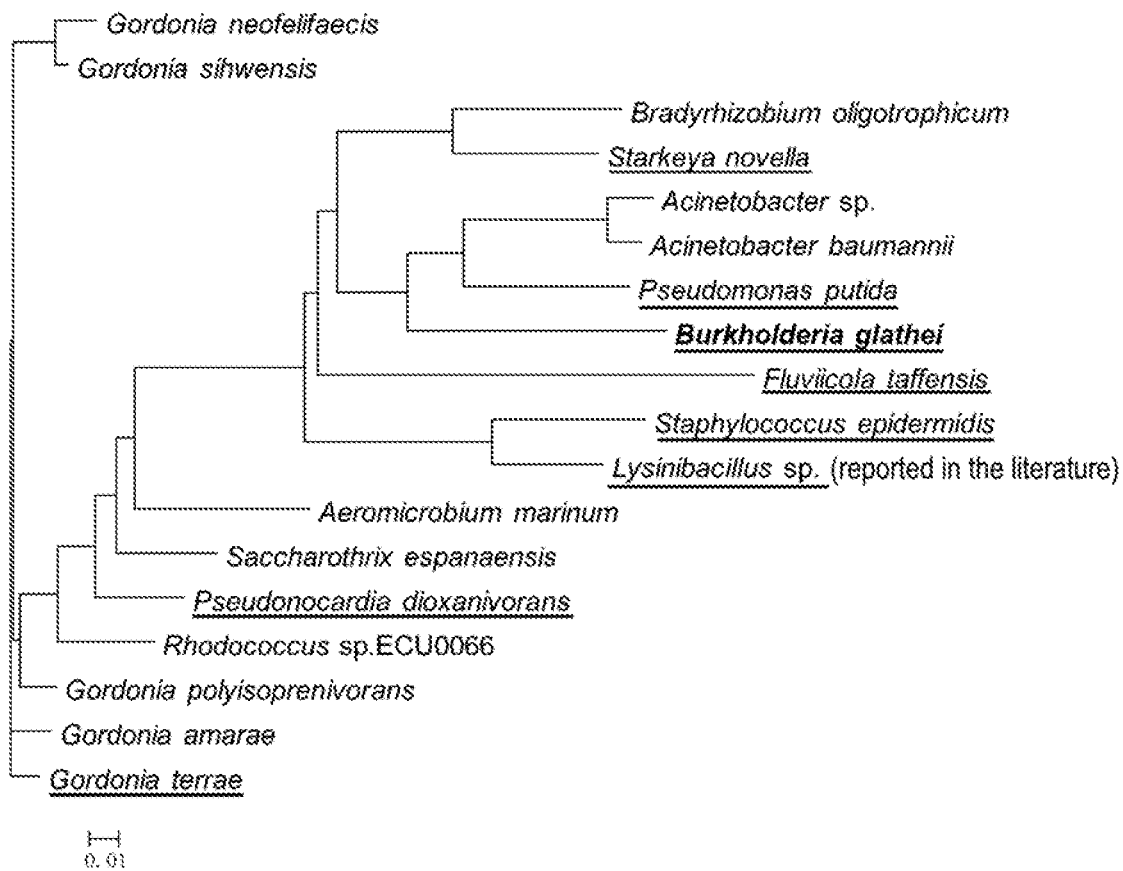 Gordonia neofelifaecis
Gordonia sihwensis
Bradyrhizobium oligotrophicum
Starkeya novella
Acinetobacter sp.
Acinetobacter baumannii
Pseudomonas putida
Burkholderia glathei
Fluviicola taffensis
Staphylococcus epidermidis
Lysinibacillus sp. (reported in the literature)
Aeromicrobium marinum
Saccharothrix espanaensis
Pseudonocardia dioxanivorans
Rhodococcus sp.ECU0066
Gordonia polyisoprenivorans
Gordonia amarae
Gordonia terrae
0.01